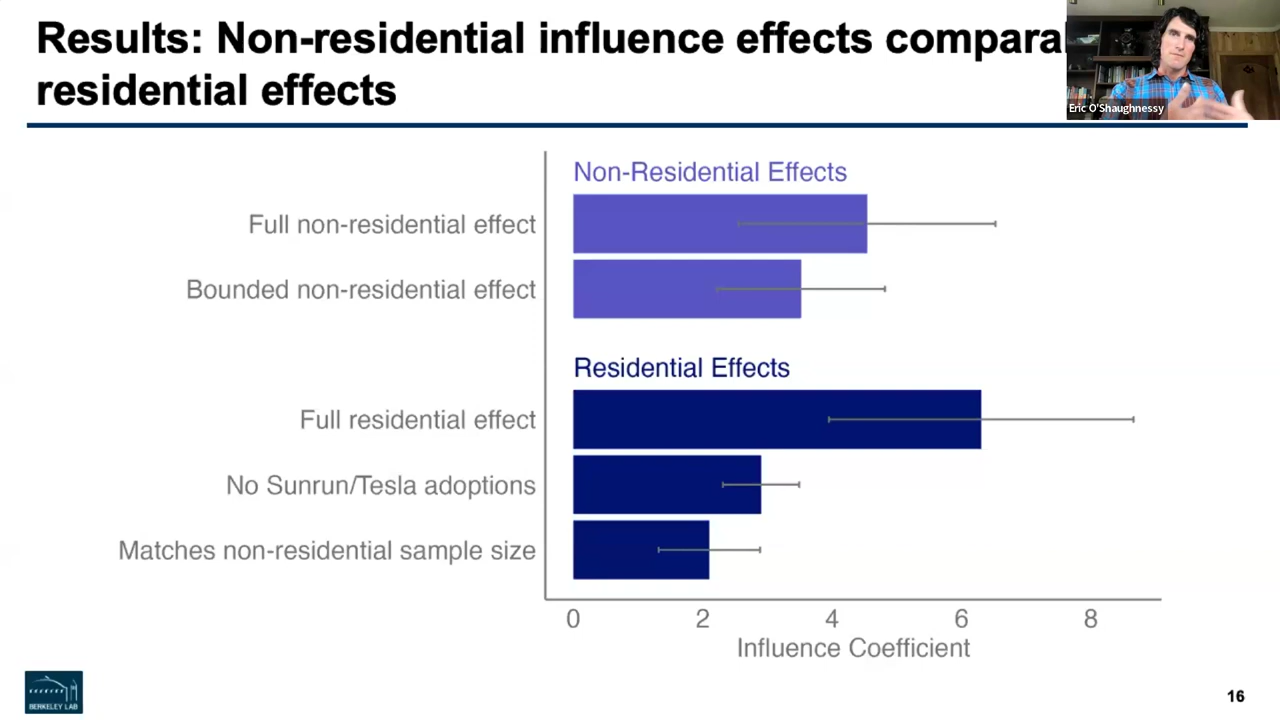 Results: Non-residential influence effects
residential effects
Eric O'Shaughnessy
Non-Residential Effects
Full non-residential effect
Bounded non-residential effect
Residential Effects
Full residential effect
No Sunrun/Tesla adoptions
Matches non-residential sample size
0 2 4 6 8
Influence Coefficient
BERKELEY LAB
16